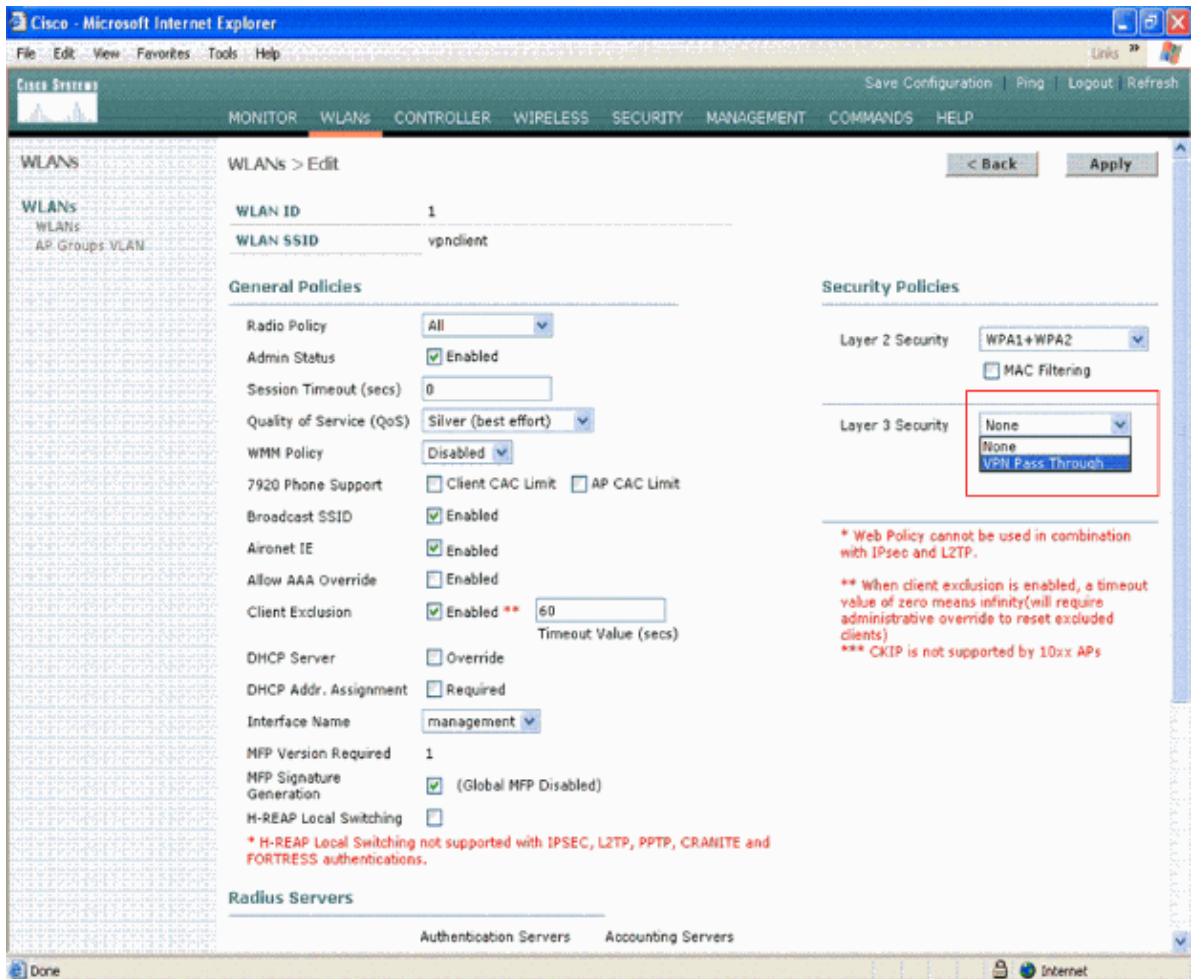 Cisco - Microsoft Internet Explorer
File Edit View Favorites Tools Help
Links »
CISCO SYSTEMS
Save Configuration | Ping | Logout | Refresh
MONITOR WLANs CONTROLLER WIRELESS SECURITY MANAGEMENT COMMANDS HELP
WLANs
WLANs
WLANs
AP Groups VLAN
WLANs > Edit
< Back
Apply
WLAN ID 1
WLAN SSID vpnclient
General Policies
Radio Policy All
Admin Status Enabled
Session Timeout (secs) 0
Quality of Service (QoS) Silver (best effort)
WMM Policy Disabled
7920 Phone Support Client CAC Limit AP CAC Limit
Broadcast SSID Enabled
Aironet IE Enabled
Allow AAA Override Enabled
Client Exclusion Enabled ** 60
Timeout Value (secs)
DHCP Server Override
DHCP Addr. Assignment Required
Interface Name management
MFP Version Required 1
MFP Signature
Generation (Global MFP Disabled)
H-REAP Local Switching
* H-REAP Local Switching not supported with IPSEC, L2TP, PPTP, CRANITE and
FORTRESS authentications.
Security Policies
Layer 2 Security WPA1+WPA2
MAC Filtering
Layer 3 Security None
None
VPN Pass Through
* Web Policy cannot be used in combination
with IPsec and L2TP.
** When client exclusion is enabled, a timeout
value of zero means infinity(will require
administrative override to reset excluded
clients)
*** CKIP is not supported by 10xx APs
Radius Servers
Authentication Servers Accounting Servers
Done
Internet